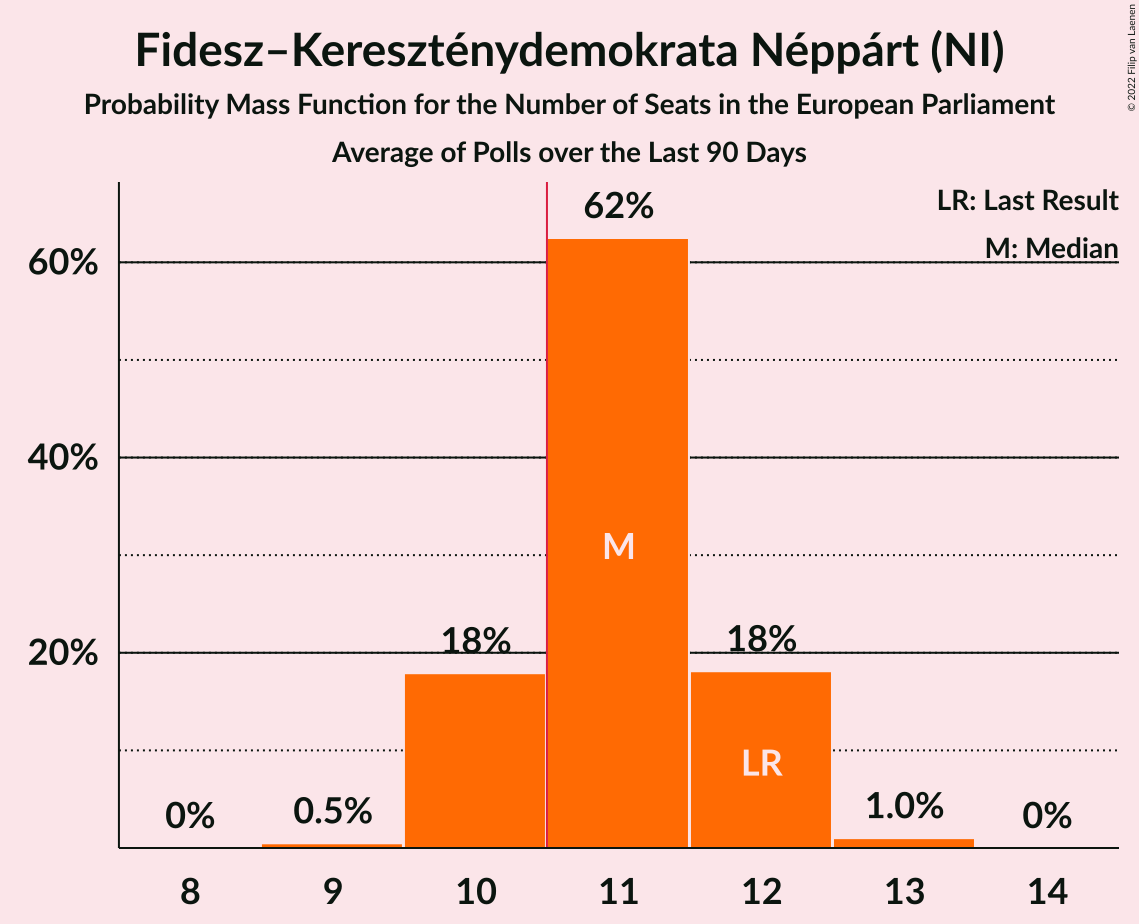 Fidesz–Kereszténydemokrata Néppárt (NI)
Probability Mass Function for the Number of Seats in the European Parliament
Average of Polls over the Last 90 Days
© 2022 Filip van Laenen
LR: Last Result
M: Median
60%
40%
20%
0%
0.5%
18%
62%
18%
1.0%
0%
M
LR
8
9
10
11
12
13
14